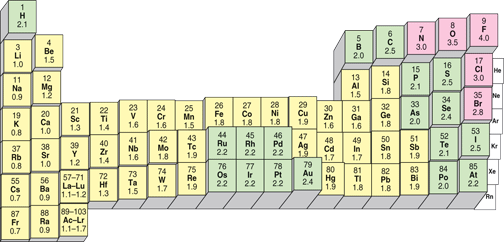 1
H
2.1
3
Li
1.0
4
Be
1.5
5
B
2.0
6
C
2.5
7
N
3.0
8
O
3.5
9
F
4.0
11
Na
0.9
12
Mg
1.2
13
Al
1.5
14
Si
1.8
15
P
2.1
16
S
2.5
17
Cl
3.0
He
19
K
0.8
20
Ca
1.0
21
Sc
1.3
22
Ti
1.4
23
V
1.6
24
Cr
1.6
25
Mn
1.5
26
Fe
1.8
27
Co
1.8
28
Ni
1.8
29
Cu
1.9
30
Zn
1.6
31
Ga
1.6
32
Ge
1.8
33
As
2.0
34
Se
2.4
35
Br
2.8
Ne
Ar
37
Rb
0.8
38
Sr
1.0
39
Y
1.2
40
Zr
1.4
41
Nb
1.6
42
Mo
1.8
43
Tc
1.9
44
Ru
2.2
45
Rh
2.2
46
Pd
2.2
47
Ag
1.9
48
Cd
1.7
49
In
1.7
50
Sn
1.8
51
Sb
1.9
52
Te
2.1
53
I
2.5
Kr
55
Cs
0.7
56
Ba
0.9
57–71
La–Lu
1.1–1.2
72
Hf
1.3
73
Ta
1.5
74
W
1.7
75
Re
1.9
76
Os
2.2
77
Ir
2.2
78
Pt
2.2
79
Au
2.4
80
Hg
1.9
81
Tl
1.8
82
Pb
1.8
83
Bi
1.9
84
Po
2.0
85
At
2.2
Xe
Rn
87
Fr
0.7
88
Ra
0.9
89–103
Ac–Lr
1.1–1.7